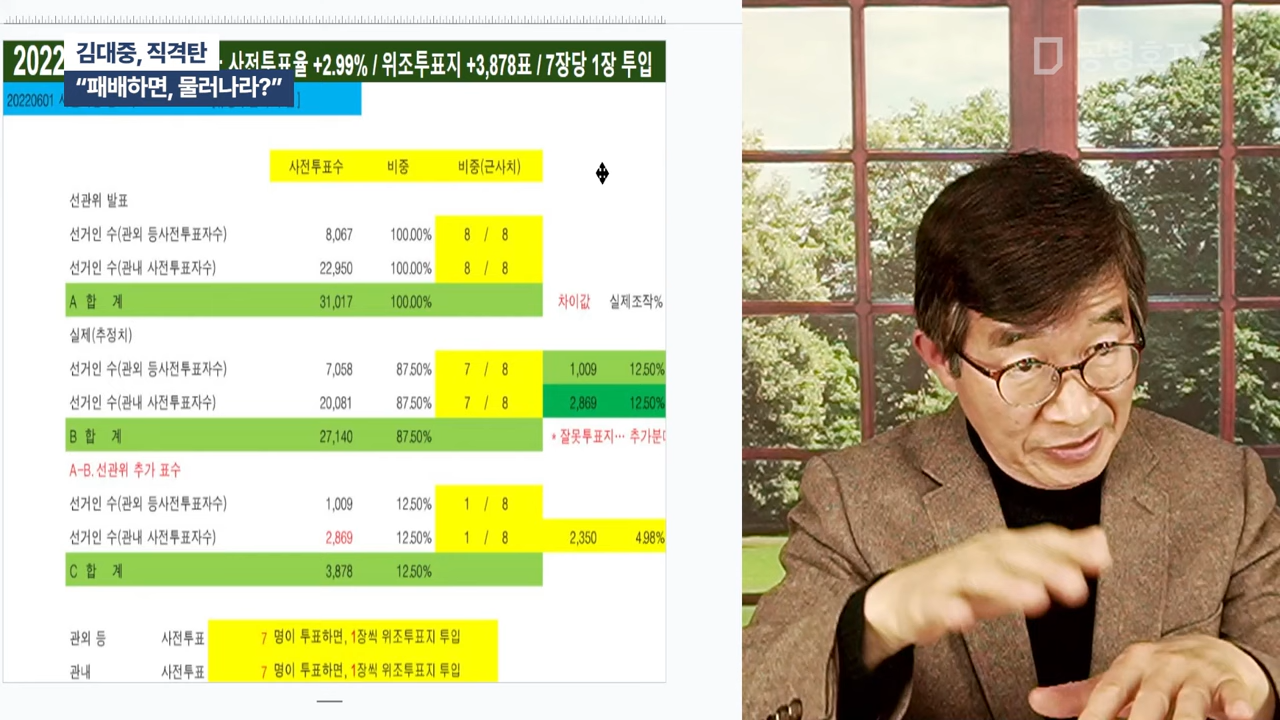 김대중, 직격탄
“패배하면, 물러나라?”
2022 사전투표율 +2.99% / 위조투표지 +3,878표 / 7장당 1장 투입
20220601
]
공병호TV
사전투표수 비중 비중(근사치)
선관위 발표
선거인 수(관외 등사전투표자수) 8,067 100.00% 8 / 8
선거인 수(관내 사전투표자수) 22,950 100.00% 8 / 8
A 합 계 31,017 100.00% 차이값 실제조작%
실제(추정치)
선거인 수(관외 등사전투표자수) 7,058 87.50% 7 / 8 1,009 12.50%
선거인 수(관내 사전투표자수) 20,081 87.50% 7 / 8 2,869 12.50%
B 합 계 27,140 87.50% * 잘못투표지… 추가분
A-B. 선관위 추가 표수
선거인 수(관외 등사전투표자수) 1,009 12.50% 1 / 8
선거인 수(관내 사전투표자수) 2,869 12.50% 1 / 8 2,350 4.98%
C 합 계 3,878 12.50%
관외 등 사전투표 7 명이 투표하면, 1장씩 위조투표지 투입
관내 사전투표 7 명이 투표하면, 1장씩 위조투표지 투입